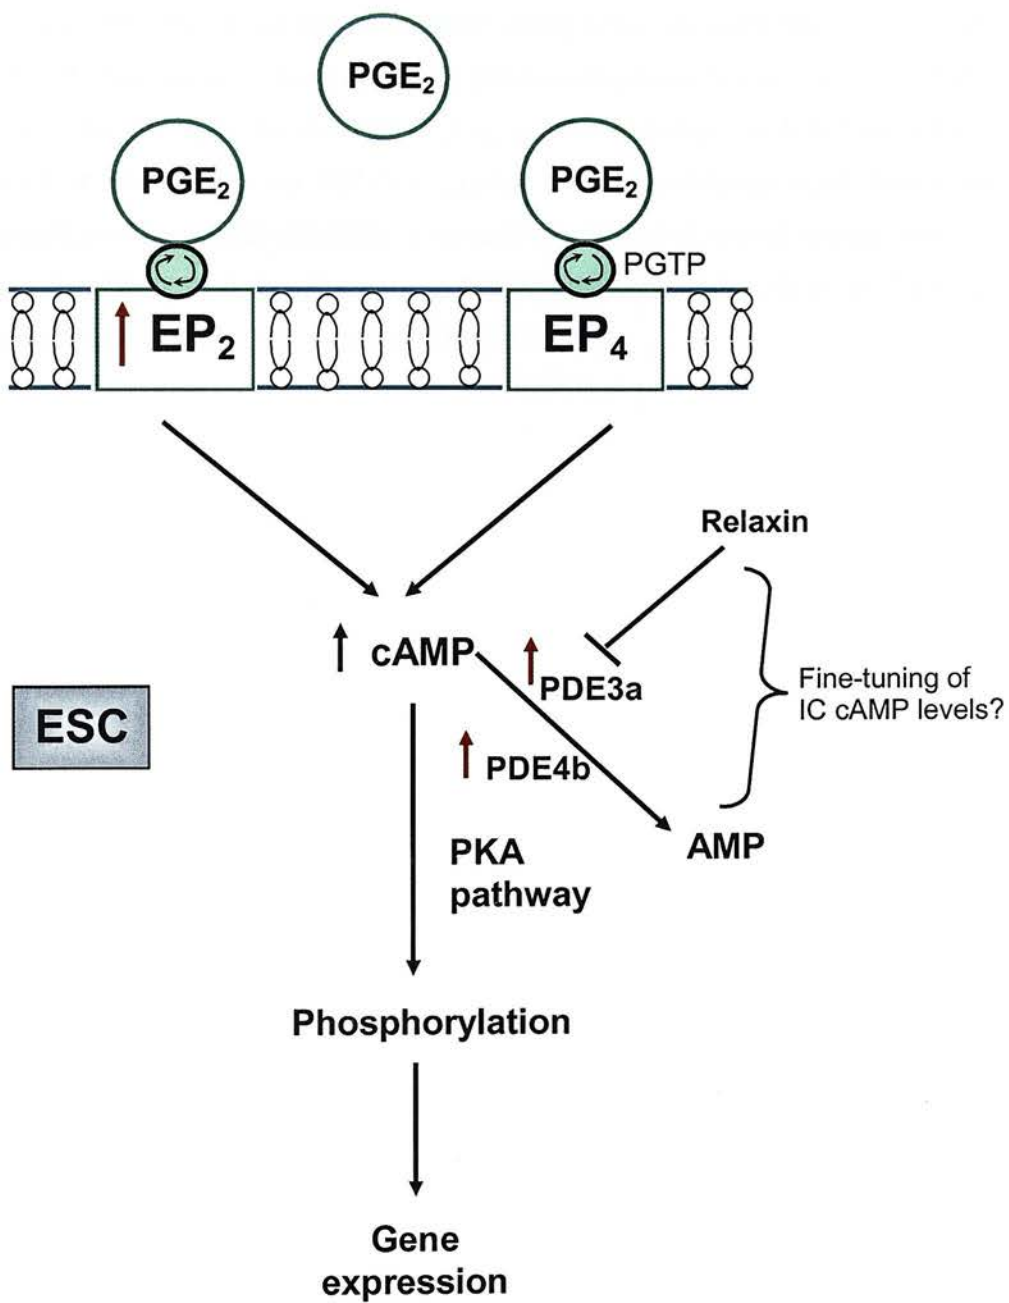 PGE₂
PGE₂
PGE₂
PGTP
EP₂
EP₄
Relaxin
cAMP
PDE3a
Fine-tuning of
IC cAMP levels?
ESC
PDE4b
AMP
PKA
pathway
Phosphorylation
Gene
expression